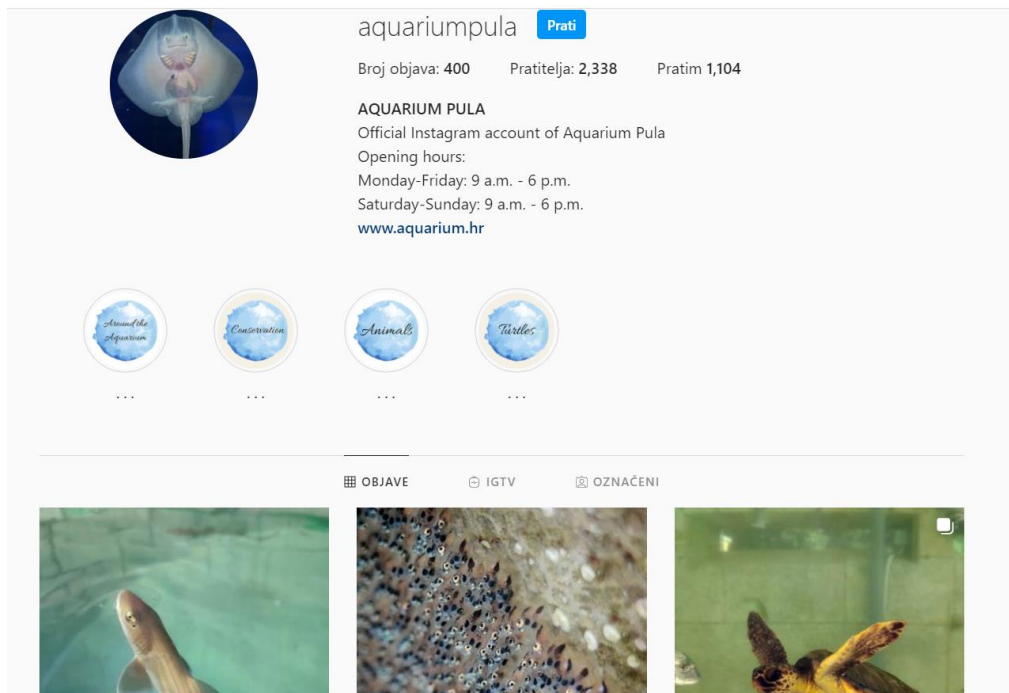 aquariumpula Prati
Broj objava: 400 Pratitelja: 2,338 Pratim 1,104
AQUARIUM PULA
Official Instagram account of Aquarium Pula
Opening hours:
Monday-Friday: 9 a.m. - 6 p.m.
Saturday-Sunday: 9 a.m. - 6 p.m.
www.aquarium.hr
Around the
Aquarium
Conservation
Animals
Turtles
... ... ... ...
OBJAVE IGTV OZNAČENI